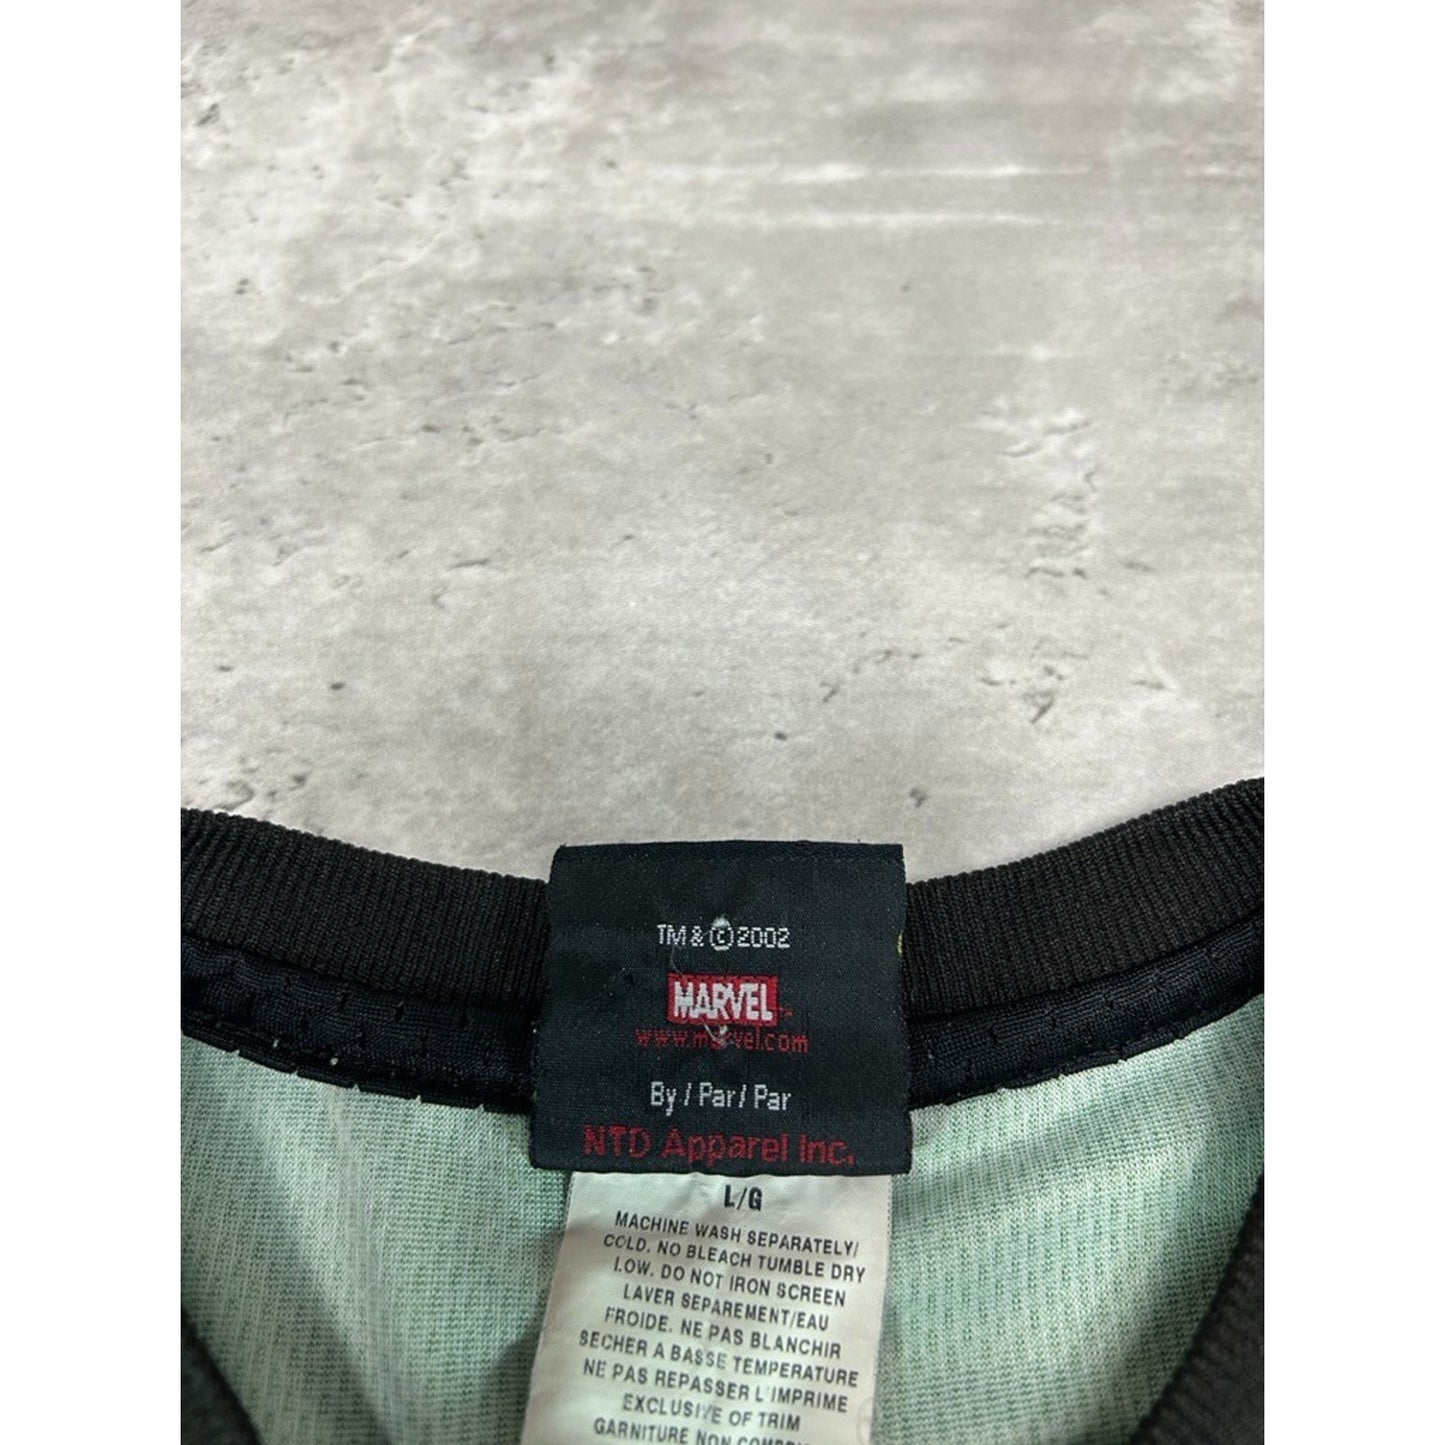 TM & © 2002
MARVEL
www.marvel.com
By / Par / Par
NTD Apparel Inc.
L/G
MACHINE WASH SEPARATELY/
COLD. NO BLEACH TUMBLE DRY
LOW. DO NOT IRON SCREEN
LAVER SEPAREMENT/EAU
FROIDE. NE PAS BLANCHIR
SECHER A BASSE TEMPERATURE
NE PAS REPASSER L'IMPRIME
EXCLUSIVE OF TRIM
GARNITURE NON